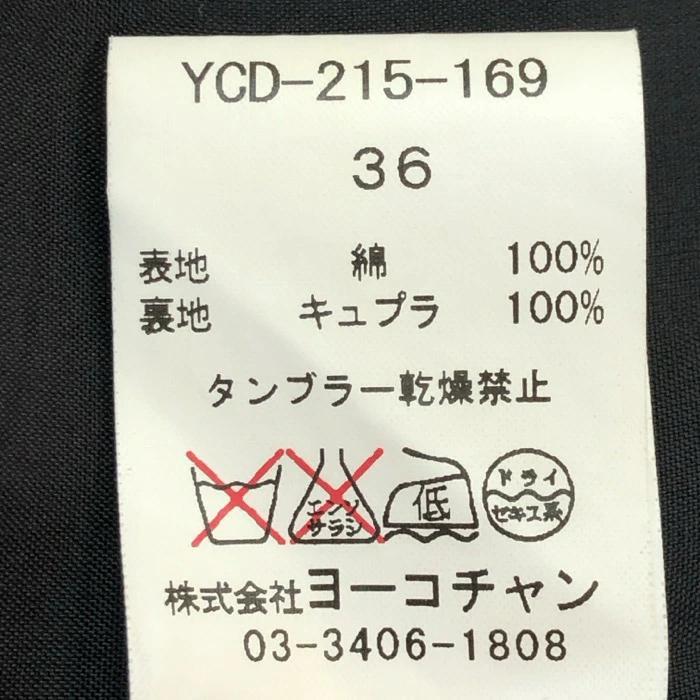 YCD-215-169
36
表地 綿 100%
裏地 キュプラ 100%
タンブラー乾燥禁止
エンソ
サラシ
低
ドライ
セキユ系
株式会社ヨーコチャン
03-3406-1808